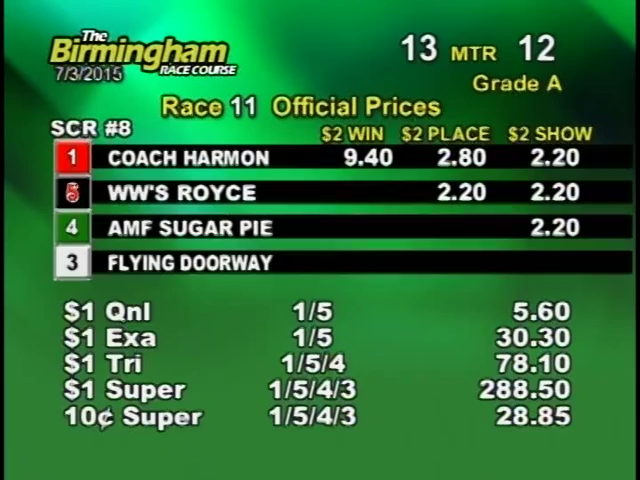 The
Birmingham
RACE COURSE
7/3/2015
13 MTR 12
Grade A
Race 11 Official Prices
SCR #8
$2 WIN $2 PLACE $2 SHOW
1 COACH HARMON 9.40 2.80 2.20
5 WW'S ROYCE 2.20 2.20
4 AMF SUGAR PIE 2.20
3 FLYING DOORWAY
$1 Qnl 1/5 5.60
$1 Exa 1/5 30.30
$1 Tri 1/5/4 78.10
$1 Super 1/5/4/3 288.50
10¢ Super 1/5/4/3 28.85